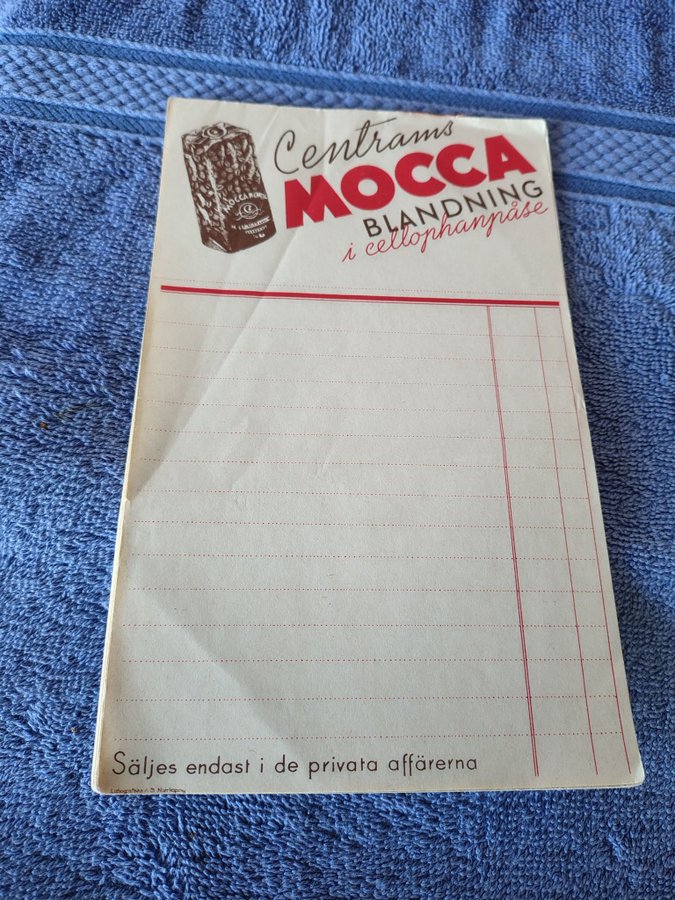 Centrams
MOCCA
BLANDNING
i cellophanpåse
Säljes endast i de privata affärerna